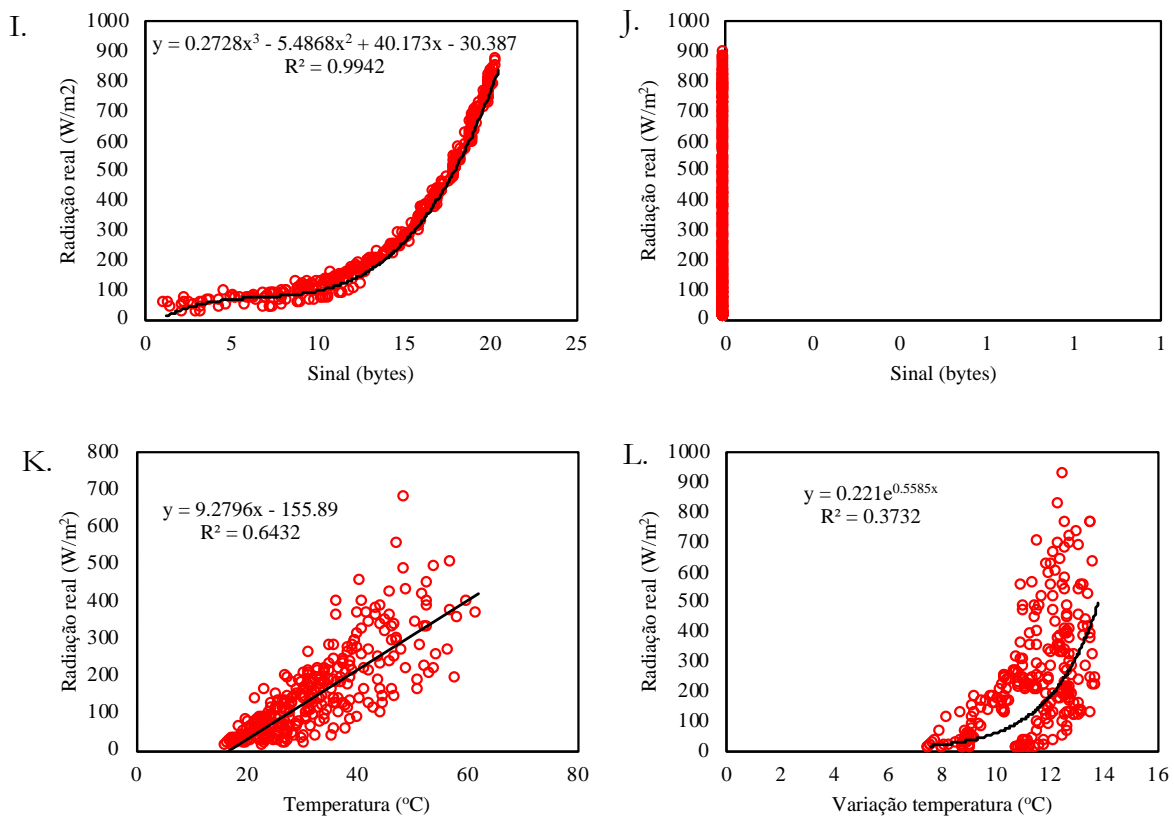 I.
y = 0.2728x³ - 5.4868x² + 40.173x - 30.387
R² = 0.9942
Radiação real (W/m2)
1000
900
800
700
600
500
400
300
200
100
0
0 5 10 15 20 25
Sinal (bytes)
J.
Radiação real (W/m²)
1000
900
800
700
600
500
400
300
200
100
0
0 0 0 1 1 1
Sinal (bytes)
K.
y = 9.2796x - 155.89
R² = 0.6432
Radiação real (W/m²)
800
700
600
500
400
300
200
100
0
0 20 40 60 80
Temperatura (ºC)
L.
y = 0.221e^0.5585x
R² = 0.3732
Radiação real (W/m²)
1000
900
800
700
600
500
400
300
200
100
0
0 2 4 6 8 10 12 14 16
Variação temperatura (ºC)